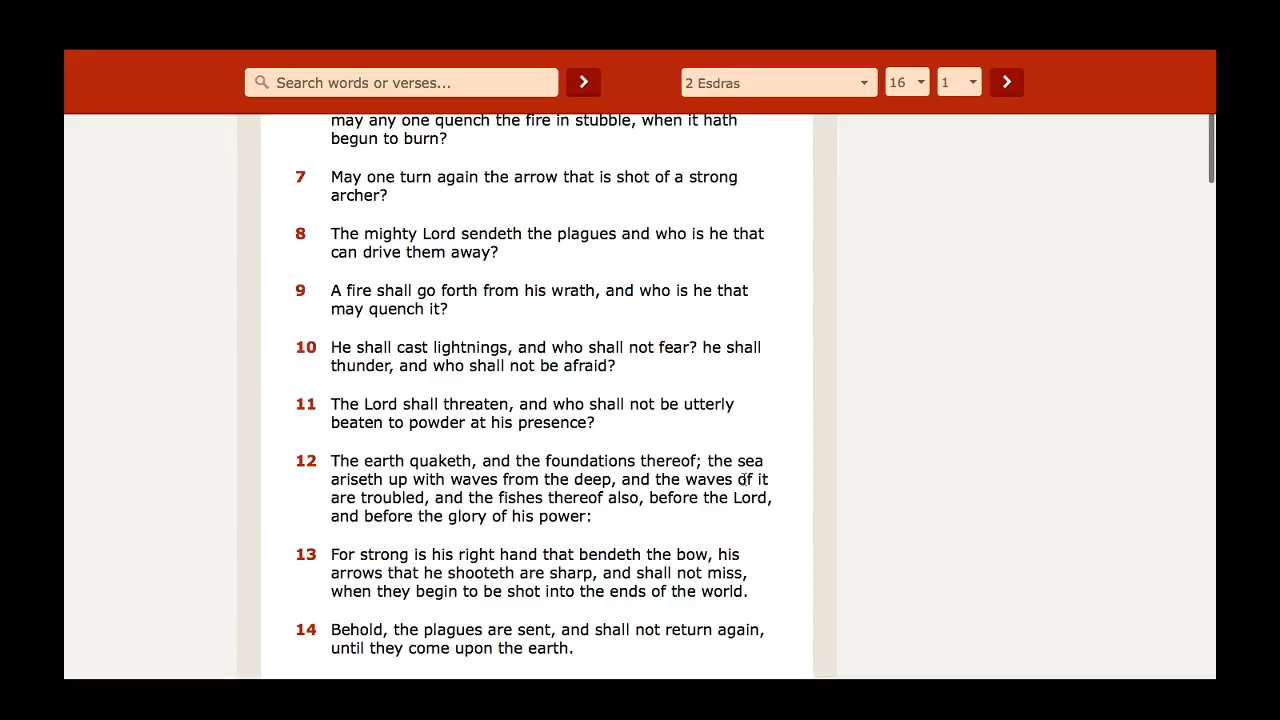 Search words or verses...
2 Esdras
16
1
may any one quench the fire in stubble, when it hath
begun to burn?
7 May one turn again the arrow that is shot of a strong
archer?
8 The mighty Lord sendeth the plagues and who is he that
can drive them away?
9 A fire shall go forth from his wrath, and who is he that
may quench it?
10 He shall cast lightnings, and who shall not fear? he shall
thunder, and who shall not be afraid?
11 The Lord shall threaten, and who shall not be utterly
beaten to powder at his presence?
12 The earth quaketh, and the foundations thereof; the sea
ariseth up with waves from the deep, and the waves of it
are troubled, and the fishes thereof also, before the Lord,
and before the glory of his power:
13 For strong is his right hand that bendeth the bow, his
arrows that he shooteth are sharp, and shall not miss,
when they begin to be shot into the ends of the world.
14 Behold, the plagues are sent, and shall not return again,
until they come upon the earth.